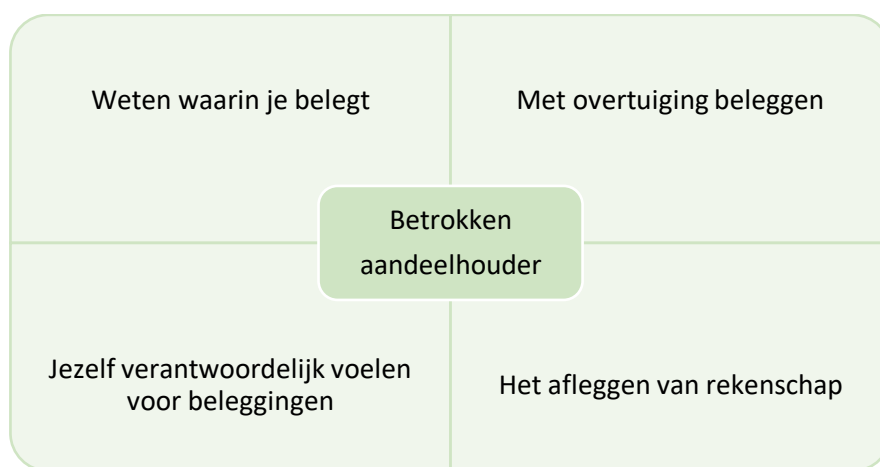 Weten waarin je belegt
Met overtuiging beleggen
Betrokken
aandeelhouder
Jezelf verantwoordelijk voelen
voor beleggingen
Het afleggen van rekenschap